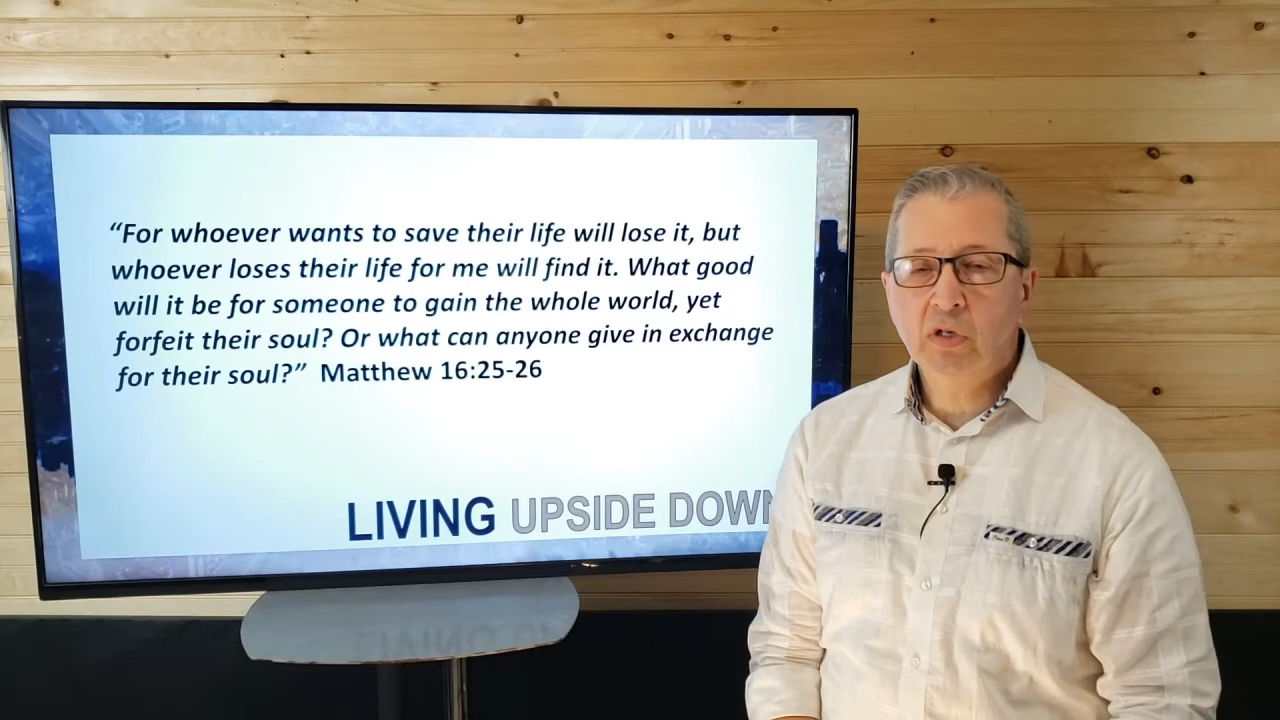 “For whoever wants to save their life will lose it, but
whoever loses their life for me will find it. What good
will it be for someone to gain the whole world, yet
forfeit their soul? Or what can anyone give in exchange
for their soul?” Matthew 16:25-26
LIVING UPSIDE DOWN